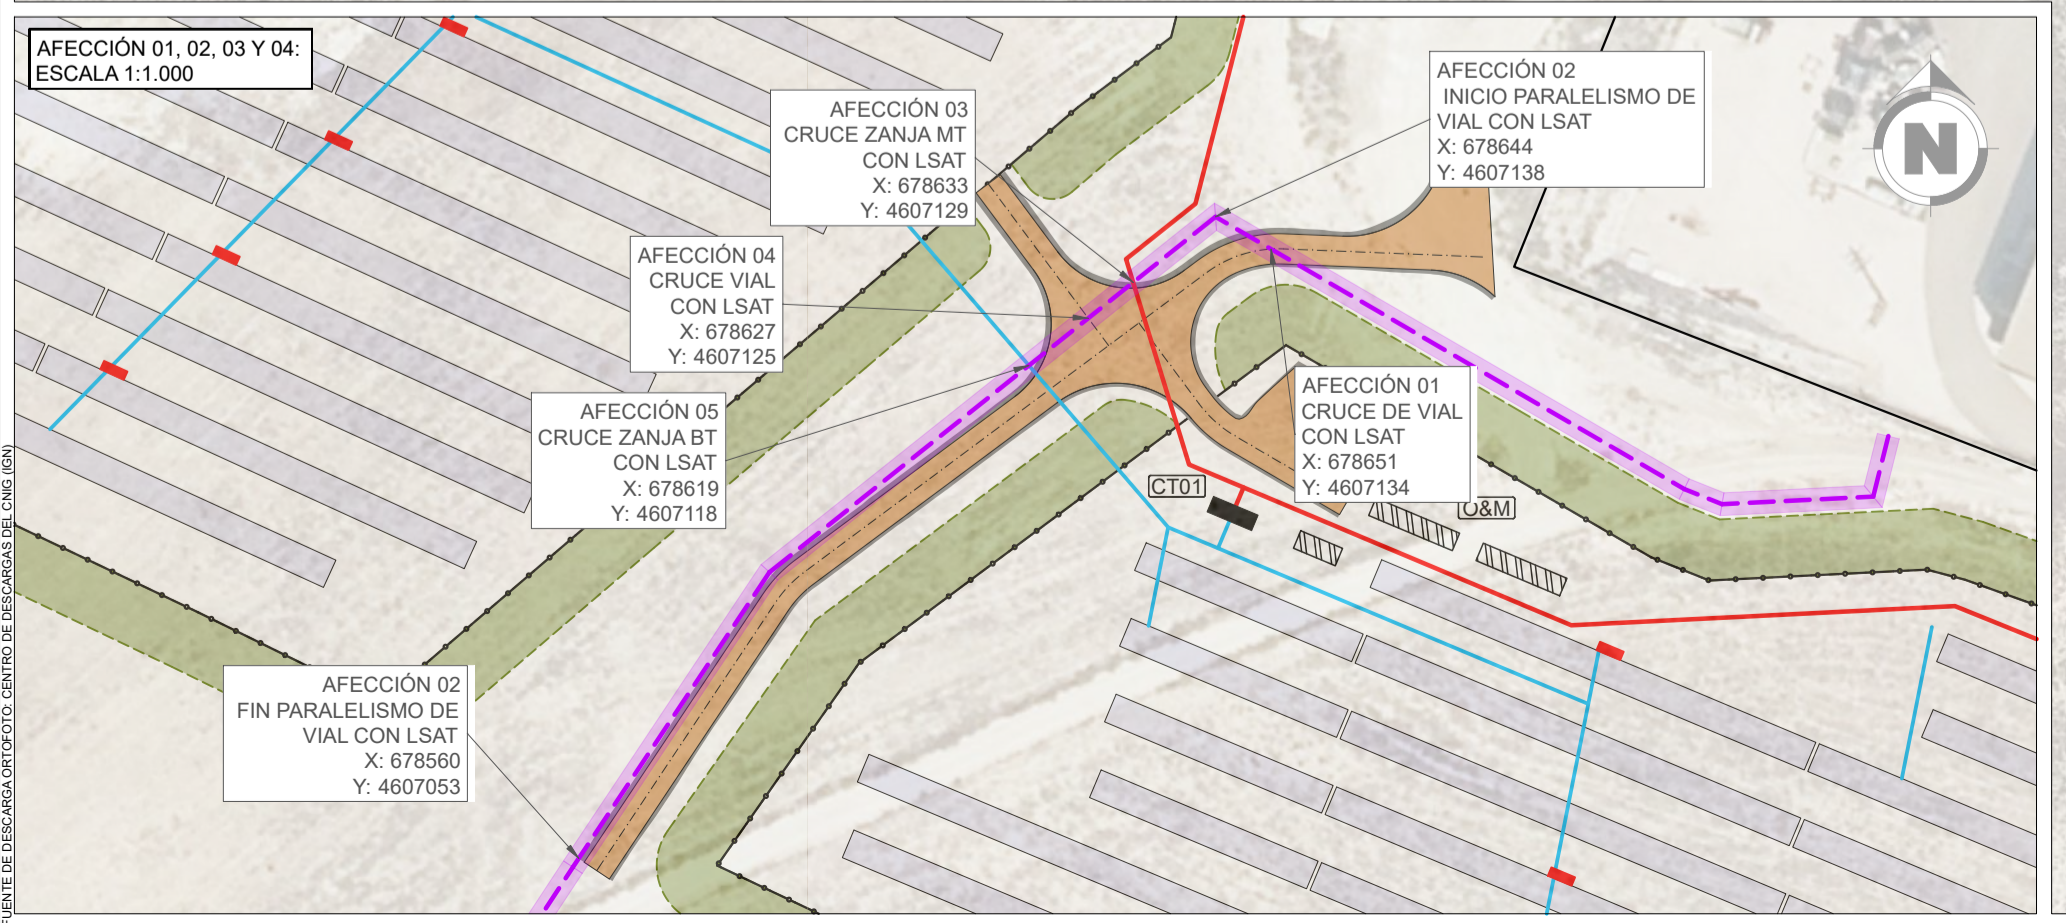 AFECCIÓN 01, 02, 03 Y 04:
ESCALA 1:1.000
AFECCIÓN 03
CRUCE ZANJA MT
CON LSAT
X: 678633
Y: 4607129
AFECCIÓN 02
INICIO PARALELISMO DE
VIAL CON LSAT
X: 678644
Y: 4607138
N
AFECCIÓN 04
CRUCE VIAL
CON LSAT
X: 678627
Y: 4607125
AFECCIÓN 05
CRUCE ZANJA BT
CON LSAT
X: 678619
Y: 4607118
AFECCIÓN 01
CRUCE DE VIAL
CON LSAT
X: 678651
Y: 4607134
CT01
O&M
AFECCIÓN 02
FIN PARALELISMO DE
VIAL CON LSAT
X: 678560
Y: 4607053
FUENTE DE DESCARGA ORTOFOTO: CENTRO DE DESCARGAS DEL CNIG (IGN)